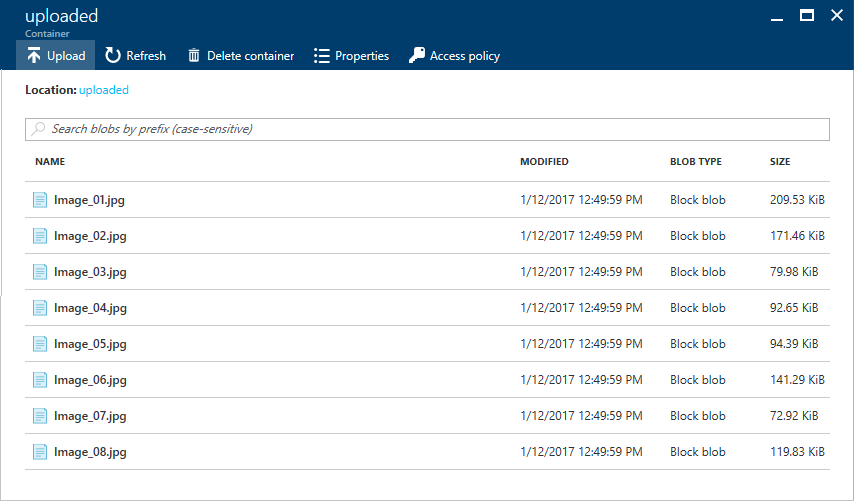 uploaded
Container
Upload Refresh Delete container Properties Access policy
Location: uploaded
Search blobs by prefix (case-sensitive)
NAME MODIFIED BLOB TYPE SIZE
Image_01.jpg 1/12/2017 12:49:59 PM Block blob 209.53 KiB
Image_02.jpg 1/12/2017 12:49:59 PM Block blob 171.46 KiB
Image_03.jpg 1/12/2017 12:49:59 PM Block blob 79.98 KiB
Image_04.jpg 1/12/2017 12:49:59 PM Block blob 92.65 KiB
Image_05.jpg 1/12/2017 12:49:59 PM Block blob 94.39 KiB
Image_06.jpg 1/12/2017 12:49:59 PM Block blob 141.29 KiB
Image_07.jpg 1/12/2017 12:49:59 PM Block blob 72.92 KiB
Image_08.jpg 1/12/2017 12:49:59 PM Block blob 119.83 KiB